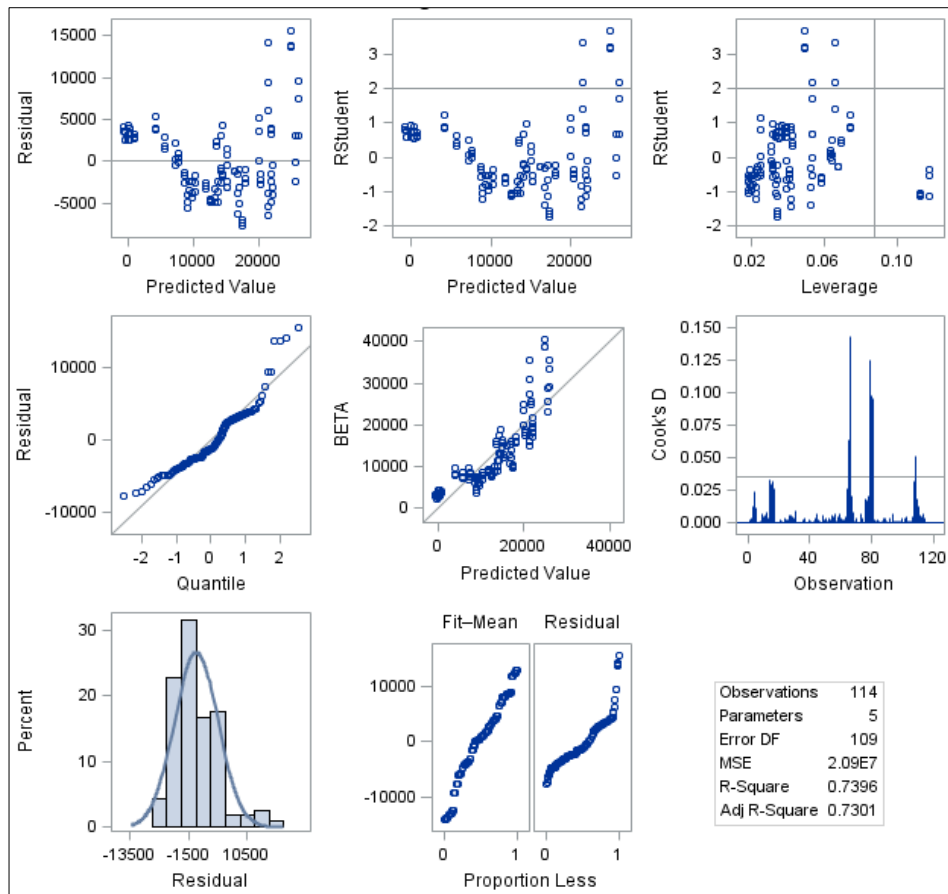 15000
10000
5000
0
-5000
Residual
0 10000 20000
Predicted Value
3
2
1
0
-1
-2
RStudent
0 10000 20000
Predicted Value
3
2
1
0
-1
-2
RStudent
0.02 0.06 0.10
Leverage
10000
0
-10000
Residual
-2 -1 0 1 2
Quantile
40000
30000
20000
10000
0
BETA
0 20000 40000
Predicted Value
0.150
0.125
0.100
0.075
0.050
0.025
0.000
Cook's D
0 40 80 120
Observation
30
20
10
0
Percent
-13500 -1500 10500
Residual
Fit–Mean Residual
10000
0
-10000
0 1 0 1
Proportion Less
Observations 114
Parameters 5
Error DF 109
MSE 2.09E7
R-Square 0.7396
Adj R-Square 0.7301